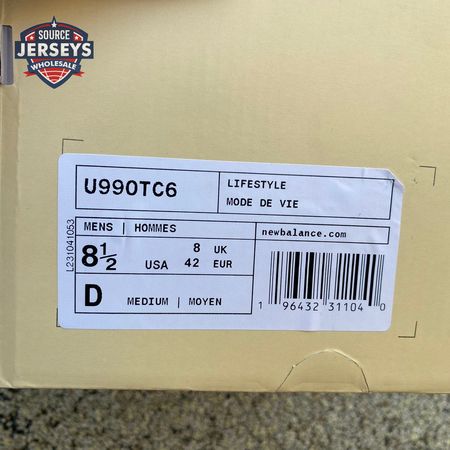 SOURCE
JERSEYS
WHOLESALE
U990TC6
LIFESTYLE
MODE DE VIE
MENS | HOMMES
newbalance.com
8½ USA
8 UK
42 EUR
D MEDIUM | MOYEN
1 96432 31104 0
L231041053